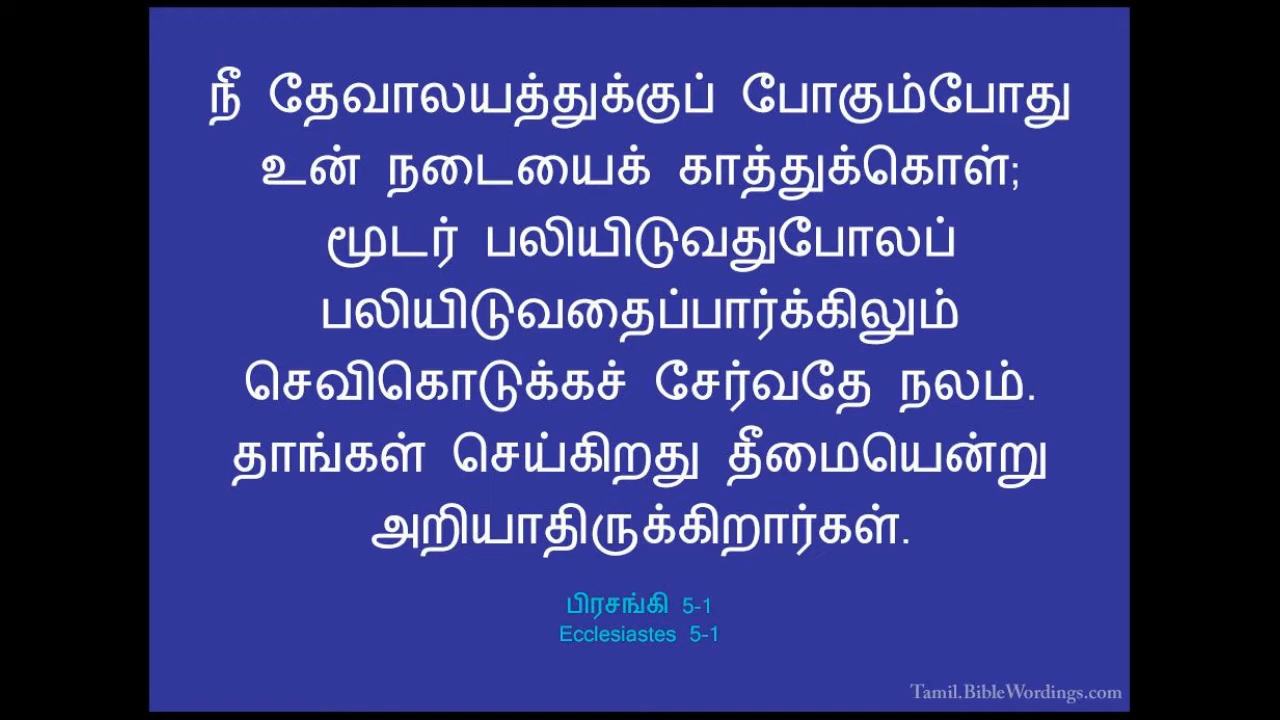 நீ தேவாலயத்துக்குப் போகும்போது
உன் நடையைக் காத்துக்கொள்;
மூடர் பலியிடுவதுபோலப்
பலியிடுவதைப்பார்க்கிலும்
செவிகொடுக்கச் சேர்வதே நலம்.
தாங்கள் செய்கிறது தீமையென்று
அறியாதிருக்கிறார்கள்.
பிரசங்கி 5-1
Ecclesiastes 5-1
Tamil.BibleWordings.com